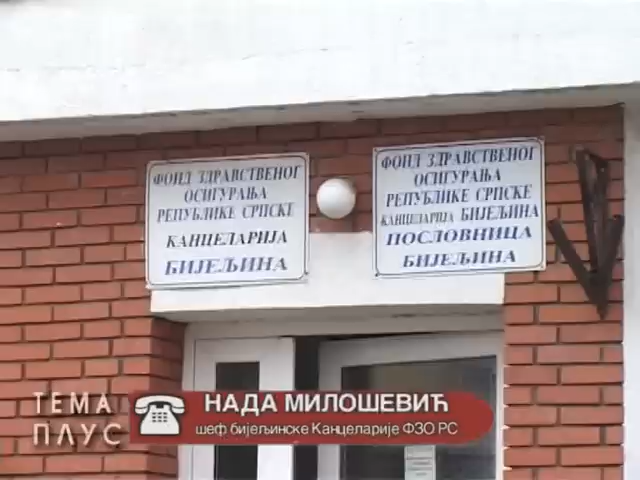 ФОНД ЗДРАВСТВЕНОГ
ОСИГУРАЊА
РЕПУБЛИКЕ СРПСКЕ
КАНЦЕЛАРИЈА
БИЈЕЉИНА
ФОНД ЗДРАВСТВЕНОГ
ОСИГУРАЊА
РЕПУБЛИКЕ СРПСКЕ
КАНЦЕЛАРИЈА БИЈЕЉИНА
ПОСЛОВНИЦА
БИЈЕЉИНА
ТЕМА
ПЛУС
НАДА МИЛОШЕВИЋ
шеф бијељинске Канцеларије ФЗО РС